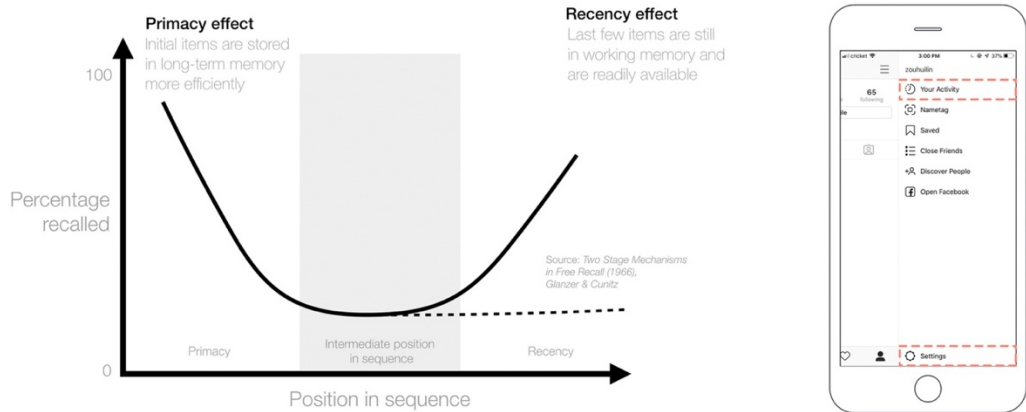 Primacy effect
Initial items are stored
in long-term memory
more efficiently
Recency effect
Last few items are still
in working memory and
are readily available
100
Percentage
recalled
Source: Two Stage Mechanisms
in Free Recall (1966),
Glanzer & Cunitz
Primacy
Intermediate position
in sequence
Recency
0
Position in sequence
cricket
3:00 PM
37%
zouhuilin
65
following
Your Activity
Nametag
Saved
Close Friends
Discover People
Open Facebook
Settings